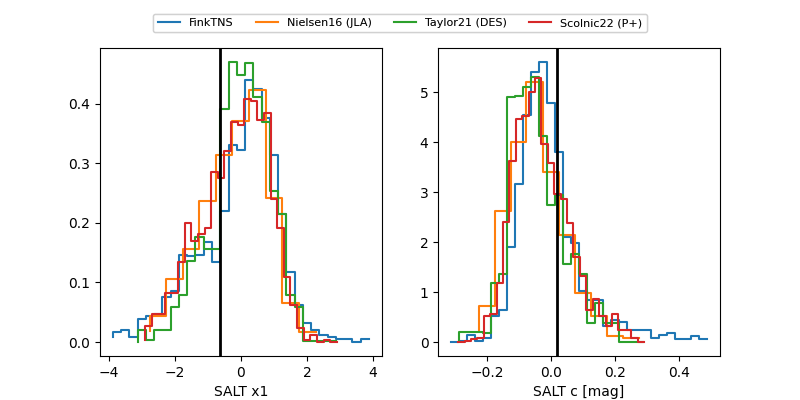 FinkTNS Nielsen16 (JLA) Taylor21 (DES) Scolnic22 (P+)
0.4
0.3
0.2
0.1
0.0
−4 −2 0 2 4
SALT x1
5
4
3
2
1
0
−0.2 0.0 0.2 0.4
SALT c [mag]